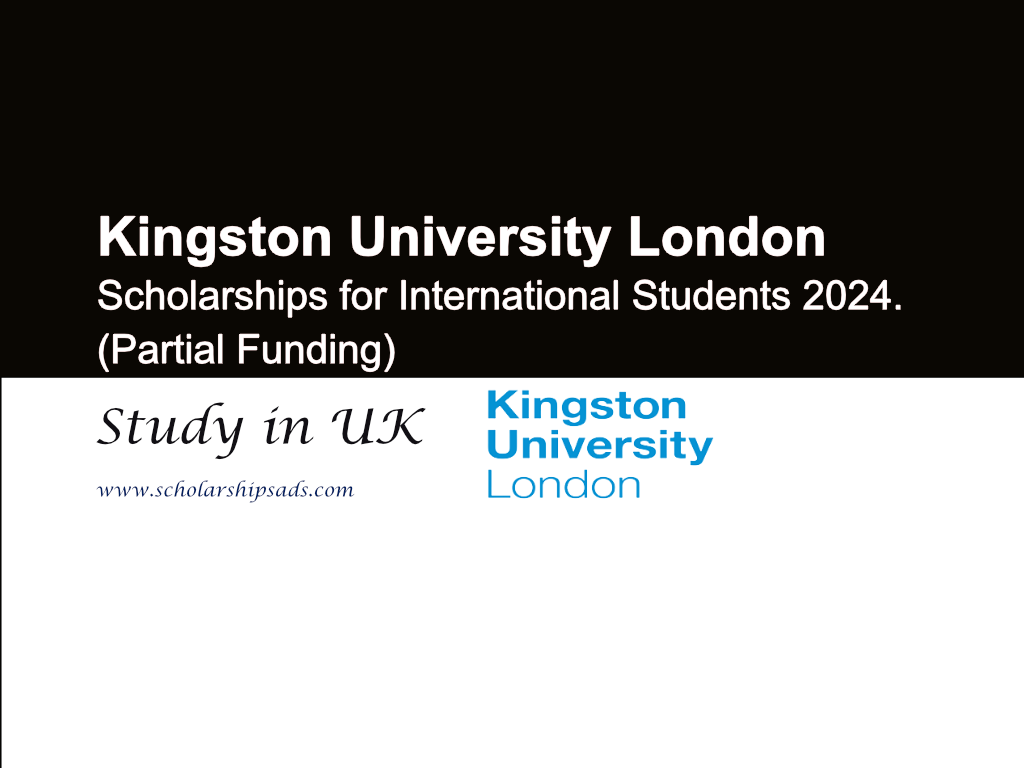 Kingston University London
Scholarships for International Students 2024.
(Partial Funding)
Study in UK
www.scholarshipsads.com
Kingston
University
London